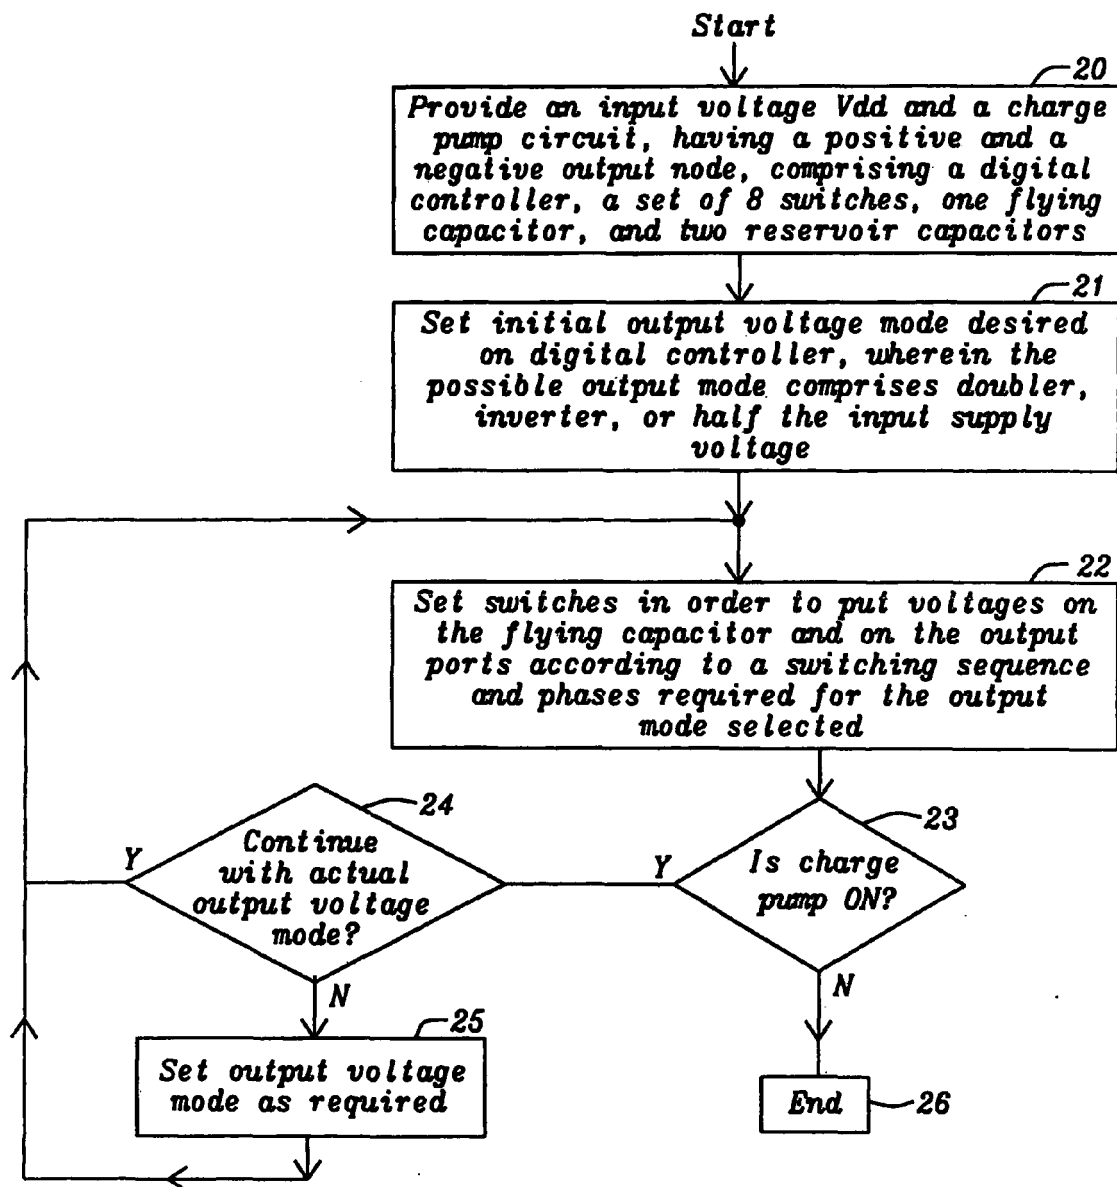 Start
20
Provide an input voltage Vdd and a charge
pump circuit, having a positive and a
negative output node, comprising a digital
controller, a set of 8 switches, one flying
capacitor, and two reservoir capacitors
21
Set initial output voltage mode desired
on digital controller, wherein the
possible output mode comprises doubler,
inverter, or half the input supply
voltage
22
Set switches in order to put voltages on
the flying capacitor and on the output
ports according to a switching sequence
and phases required for the output
mode selected
23
Is charge
pump ON?
Y
N
24
Continue
with actual
output voltage
mode?
Y
N
25
Set output voltage
mode as required
End
26